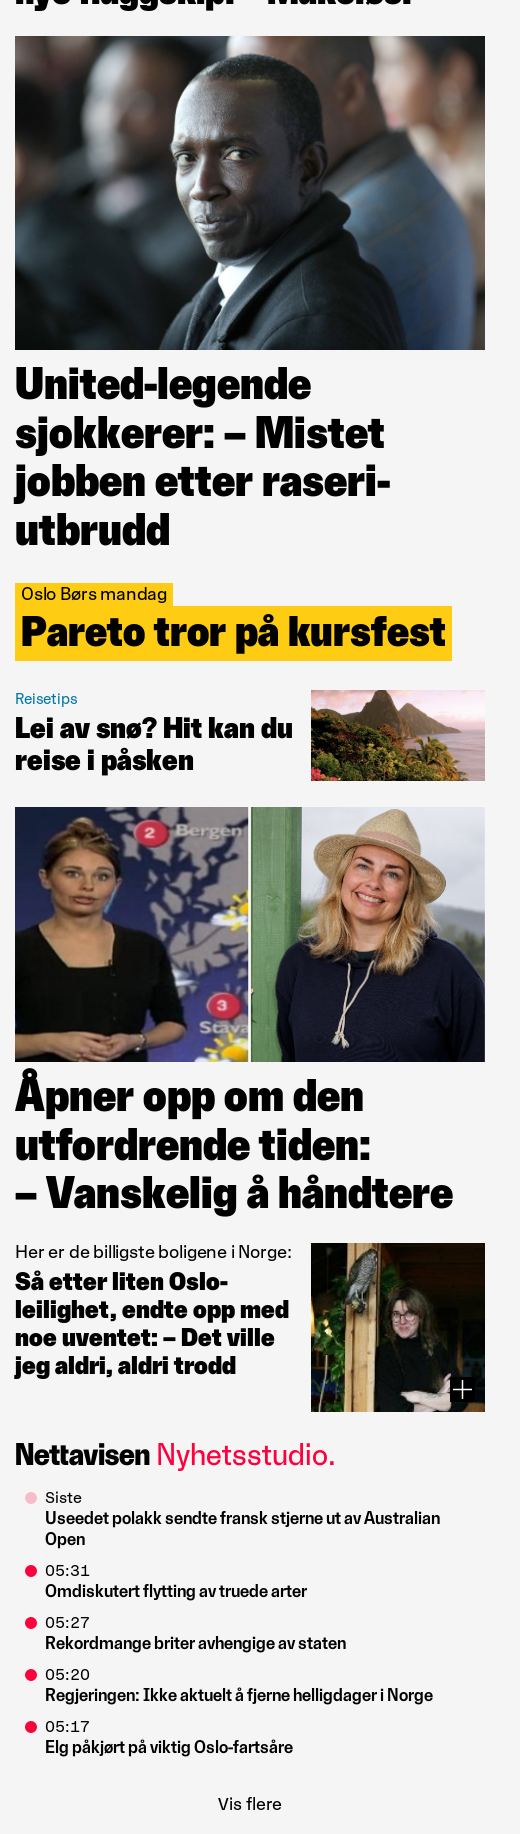 United-legende
sjokkerer: – Mistet
jobben etter raseri-
utbrudd
Oslo Børs mandag
Pareto tror på kursfest
Reisetips
Lei av snø? Hit kan du
reise i påsken
2 Bergen
3
Stava
Åpner opp om den
utfordrende tiden:
– Vanskelig å håndtere
Her er de billigste boligene i Norge:
Så etter liten Oslo-
leilighet, endte opp med
noe uventet: – Det ville
jeg aldri, aldri trodd
Nettavisen Nyhetsstudio.
Siste
Useedet polakk sendte fransk stjerne ut av Australian
Open
05:31
Omdiskutert flytting av truede arter
05:27
Rekordmange briter avhengige av staten
05:20
Regjeringen: Ikke aktuelt å fjerne helligdager i Norge
05:17
Elg påkjørt på viktig Oslo-fartsåre
Vis flere